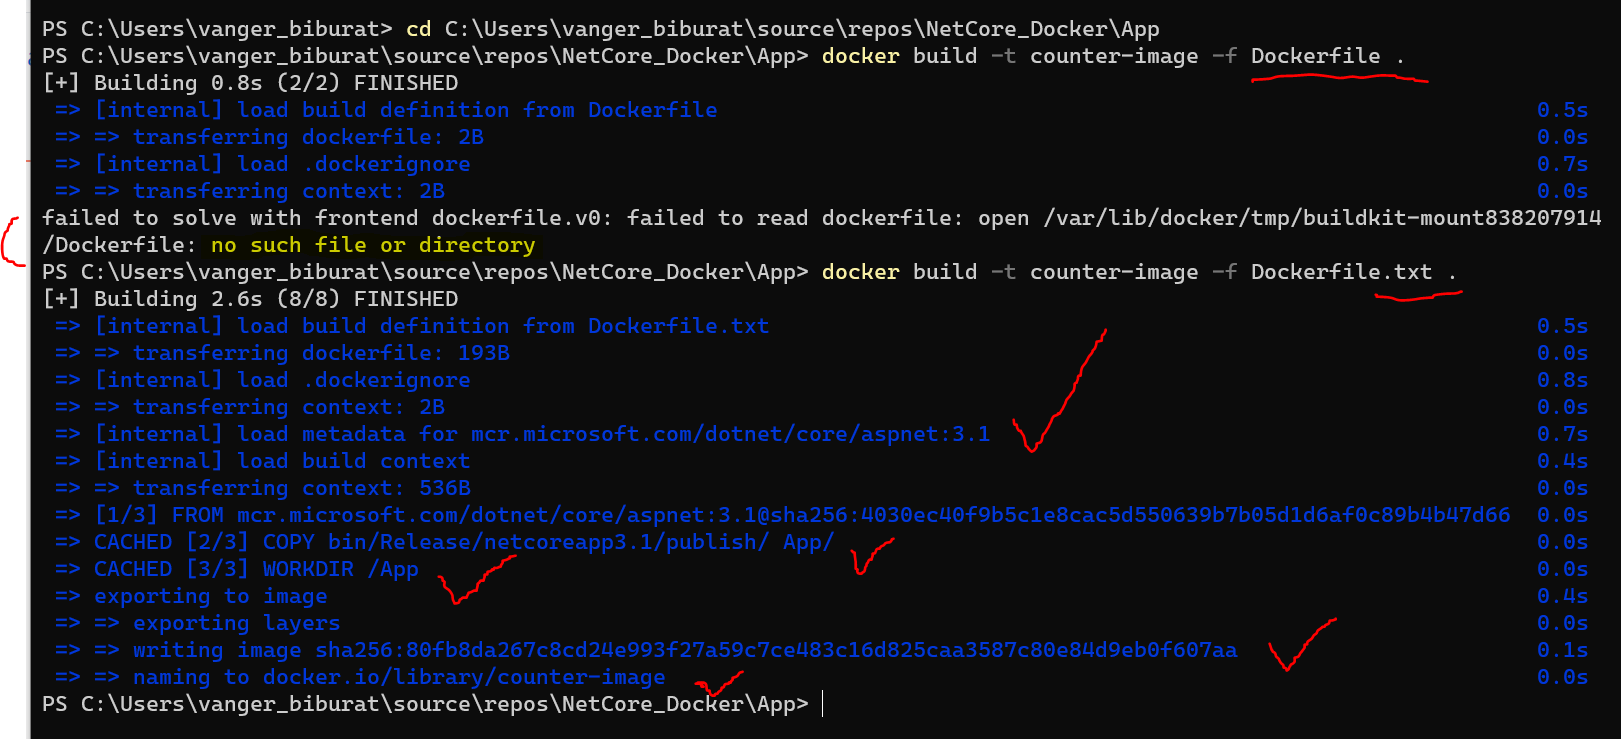 PS C:\Users\vanger_biburat> cd C:\Users\vanger_biburat\source\repos\NetCore_Docker\App
PS C:\Users\vanger_biburat\source\repos\NetCore_Docker\App> docker build -t counter-image -f Dockerfile .
[+] Building 0.8s (2/2) FINISHED
=> [internal] load build definition from Dockerfile 0.5s
=> => transferring dockerfile: 2B 0.0s
=> [internal] load .dockerignore 0.7s
=> => transferring context: 2B 0.0s
failed to solve with frontend dockerfile.v0: failed to read dockerfile: open /var/lib/docker/tmp/buildkit-mount838207914
/Dockerfile: no such file or directory
PS C:\Users\vanger_biburat\source\repos\NetCore_Docker\App> docker build -t counter-image -f Dockerfile.txt .
[+] Building 2.6s (8/8) FINISHED
=> [internal] load build definition from Dockerfile.txt 0.5s
=> => transferring dockerfile: 193B 0.0s
=> [internal] load .dockerignore 0.8s
=> => transferring context: 2B 0.0s
=> [internal] load metadata for mcr.microsoft.com/dotnet/core/aspnet:3.1 0.7s
=> [internal] load build context 0.4s
=> => transferring context: 536B 0.0s
=> [1/3] FROM mcr.microsoft.com/dotnet/core/aspnet:3.1@sha256:4030ec40f9b5c1e8cac5d550639b7b05d1d6af0c89b4b47d66 0.0s
=> CACHED [2/3] COPY bin/Release/netcoreapp3.1/publish/ App/ 0.0s
=> CACHED [3/3] WORKDIR /App 0.0s
=> exporting to image 0.4s
=> => exporting layers 0.0s
=> => writing image sha256:80fb8da267c8cd24e993f27a59c7ce483c16d825caa3587c80e84d9eb0f607aa 0.1s
=> => naming to docker.io/library/counter-image 0.0s
PS C:\Users\vanger_biburat\source\repos\NetCore_Docker\App>